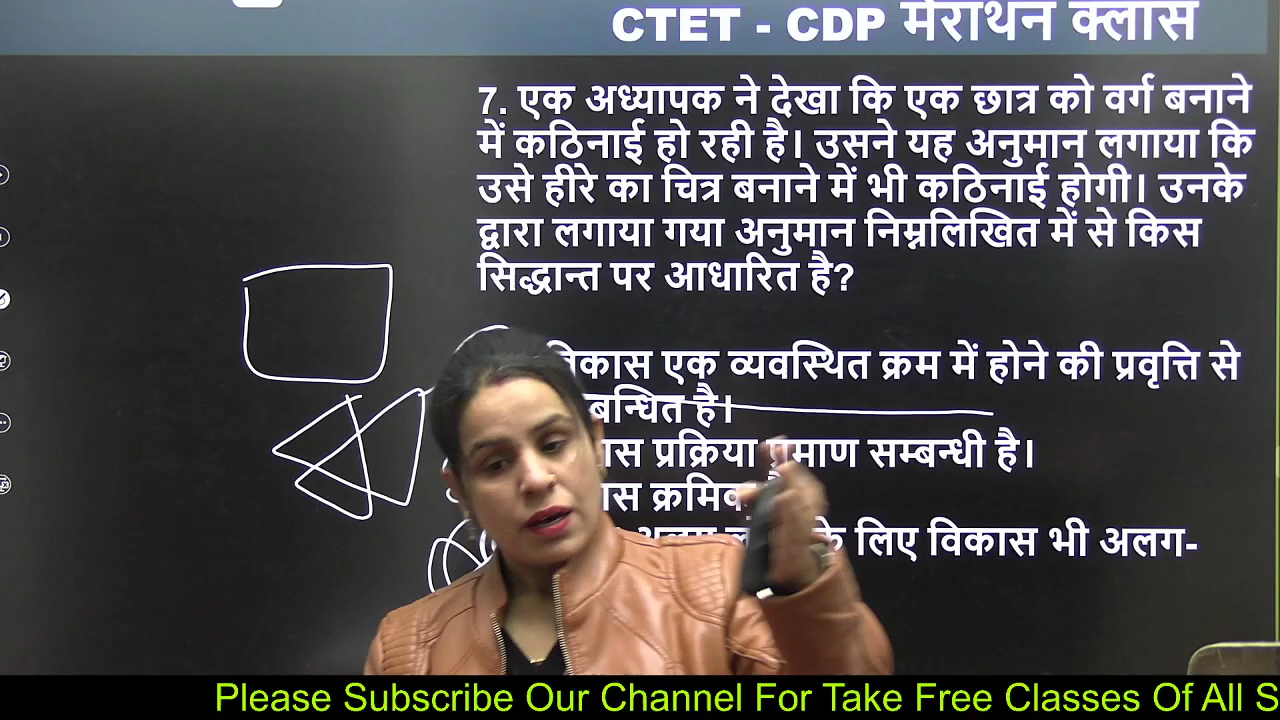 CTET - CDP मैराथन क्लास
7. एक अध्यापक ने देखा कि एक छात्र को वर्ग बनाने
में कठिनाई हो रही है। उसने यह अनुमान लगाया कि
उसे हीरे का चित्र बनाने में भी कठिनाई होगी। उनके
द्वारा लगाया गया अनुमान निम्नलिखित में से किस
सिद्धान्त पर आधारित है?
विकास एक व्यवस्थित क्रम में होने की प्रवृत्ति से
बन्धित है।
ास प्रक्रिया प्रमाण सम्बन्धी है।
ास क्रमिक
के लिए विकास भी अलग-
Please Subscribe Our Channel For Take Free Classes Of All S